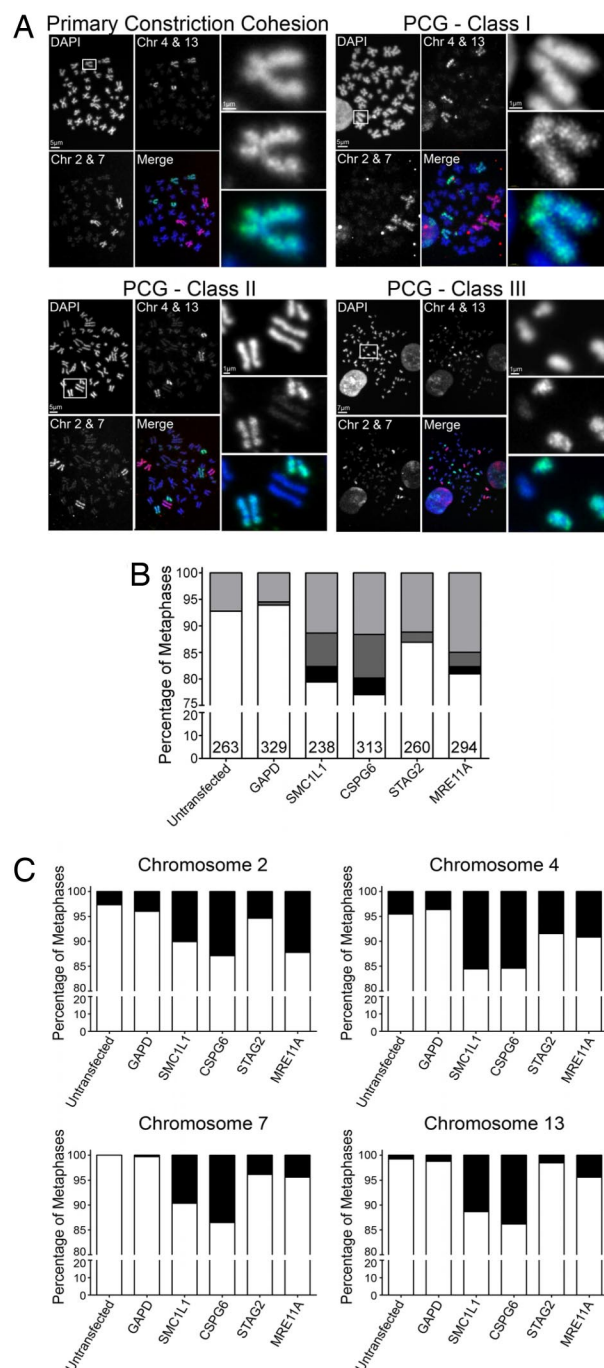 A
Primary Constriction Cohesion
PCG - Class I
DAPI
Chr 4 & 13
1μm
5μm
Chr 2 & 7
Merge
DAPI
Chr 4 & 13
1μm
5μm
Chr 2 & 7
Merge
PCG - Class II
PCG - Class III
DAPI
Chr 4 & 13
1μm
5μm
Chr 2 & 7
Merge
DAPI
Chr 4 & 13
1μm
7μm
Chr 2 & 7
Merge
B
Percentage of Metaphases
100
95
90
85
80
75
20
0
263 329 238 313 260 294
Untransfected
GAPD
SMC1L1
CSPG6
STAG2
MRE11A
C
Chromosome 2
Percentage of Metaphases
100
95
90
85
80
20
0
Untransfected
GAPD
SMC1L1
CSPG6
STAG2
MRE11A
Chromosome 4
Percentage of Metaphases
100
95
90
85
80
20
0
Untransfected
GAPD
SMC1L1
CSPG6
STAG2
MRE11A
Chromosome 7
Percentage of Metaphases
100
95
90
85
80
20
0
Untransfected
GAPD
SMC1L1
CSPG6
STAG2
MRE11A
Chromosome 13
Percentage of Metaphases
100
95
90
85
80
20
0
Untransfected
GAPD
SMC1L1
CSPG6
STAG2
MRE11A